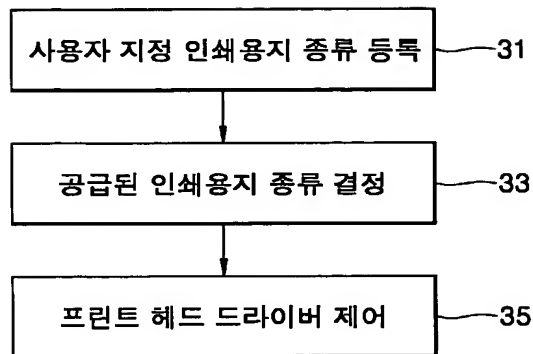 사용자 지정 인쇄용지 종류 등록 31
공급된 인쇄용지 종류 결정 33
프린트 헤드 드라이버 제어 35